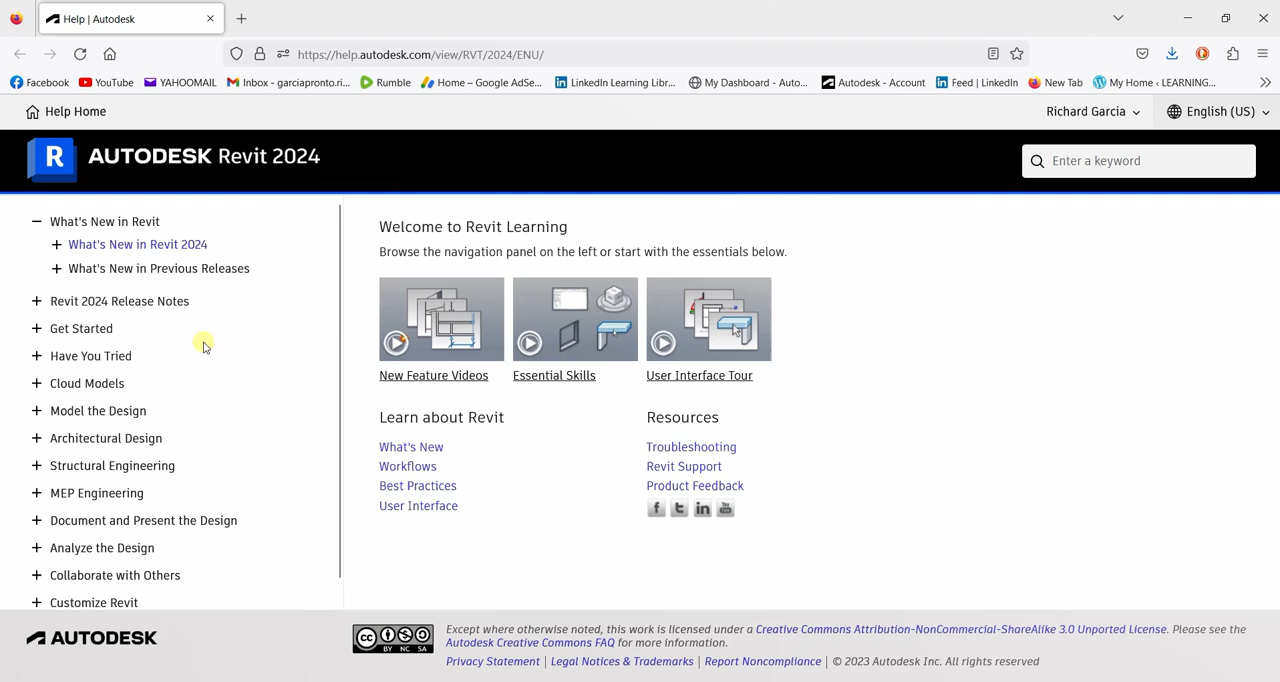 Help | Autodesk
https://help.autodesk.com/view/RVT/2024/ENU/
Facebook YouTube YAHOOMAIL Inbox - garciapronto.ri... Rumble Home – Google AdSe... LinkedIn Learning Libr... My Dashboard - Auto... Autodesk - Account Feed | LinkedIn New Tab My Home ‹ LEARNING...
Help Home Richard Garcia English (US)
R AUTODESK Revit 2024 Enter a keyword
What's New in Revit
What's New in Revit 2024
What's New in Previous Releases
Revit 2024 Release Notes
Get Started
Have You Tried
Cloud Models
Model the Design
Architectural Design
Structural Engineering
MEP Engineering
Document and Present the Design
Analyze the Design
Collaborate with Others
Customize Revit
Welcome to Revit Learning
Browse the navigation panel on the left or start with the essentials below.
New Feature Videos Essential Skills User Interface Tour
Learn about Revit
What's New
Workflows
Best Practices
User Interface
Resources
Troubleshooting
Revit Support
Product Feedback
f t in You Tube
AUTODESK
cc BY NC SA
Except where otherwise noted, this work is licensed under a Creative Commons Attribution-NonCommercial-ShareAlike 3.0 Unported License. Please see the
Autodesk Creative Commons FAQ for more information.
Privacy Statement | Legal Notices & Trademarks | Report Noncompliance | © 2023 Autodesk Inc. All rights reserved